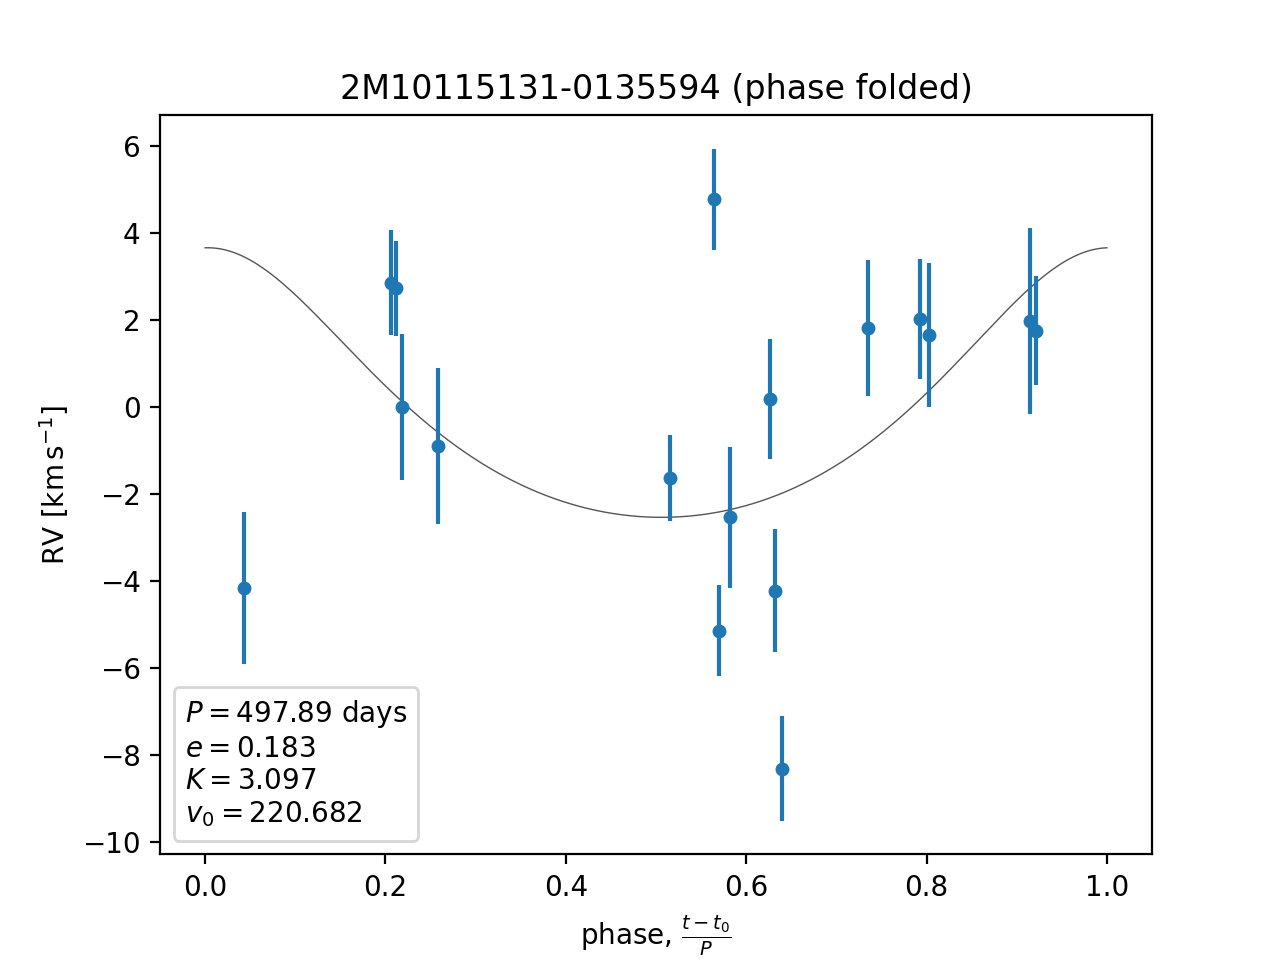 2M10115131-0135594 (phase folded)
RV [km s⁻¹]
6
4
2
0
−2
−4
−6
−8
−10
P = 497.89 days
e = 0.183
K = 3.097
v₀ = 220.682
0.0 0.2 0.4 0.6 0.8 1.0
phase, (t − t₀)/P